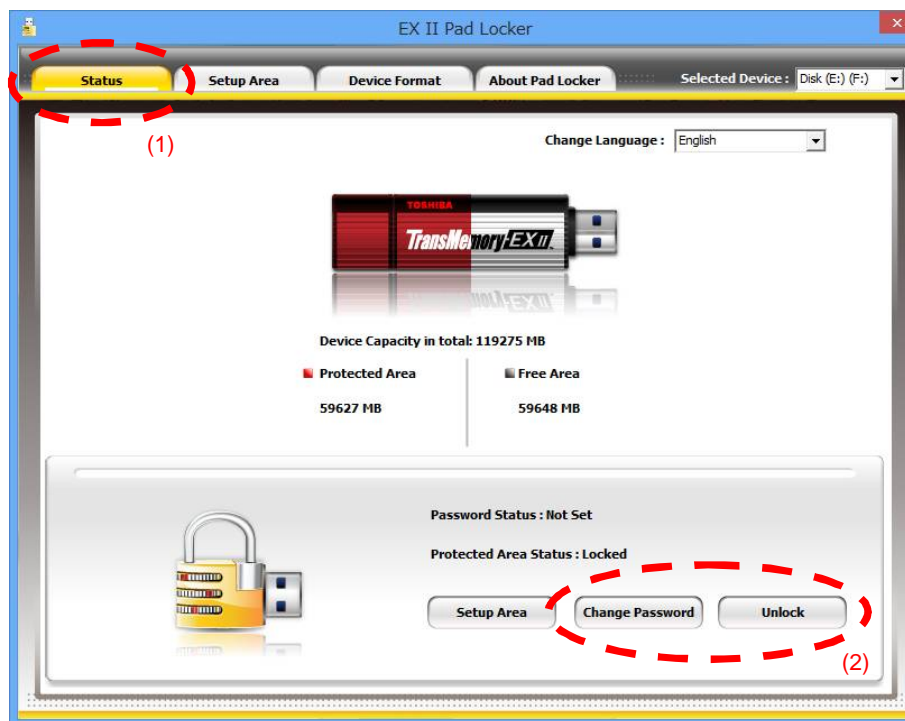 EX II Pad Locker
Status Setup Area Device Format About Pad Locker Selected Device : Disk (E:) (F:)
(1)
Change Language : English
TOSHIBA
TransMemory-EX II
Device Capacity in total: 119275 MB
Protected Area Free Area
59627 MB 59648 MB
Password Status : Not Set
Protected Area Status : Locked
Setup Area Change Password Unlock
(2)